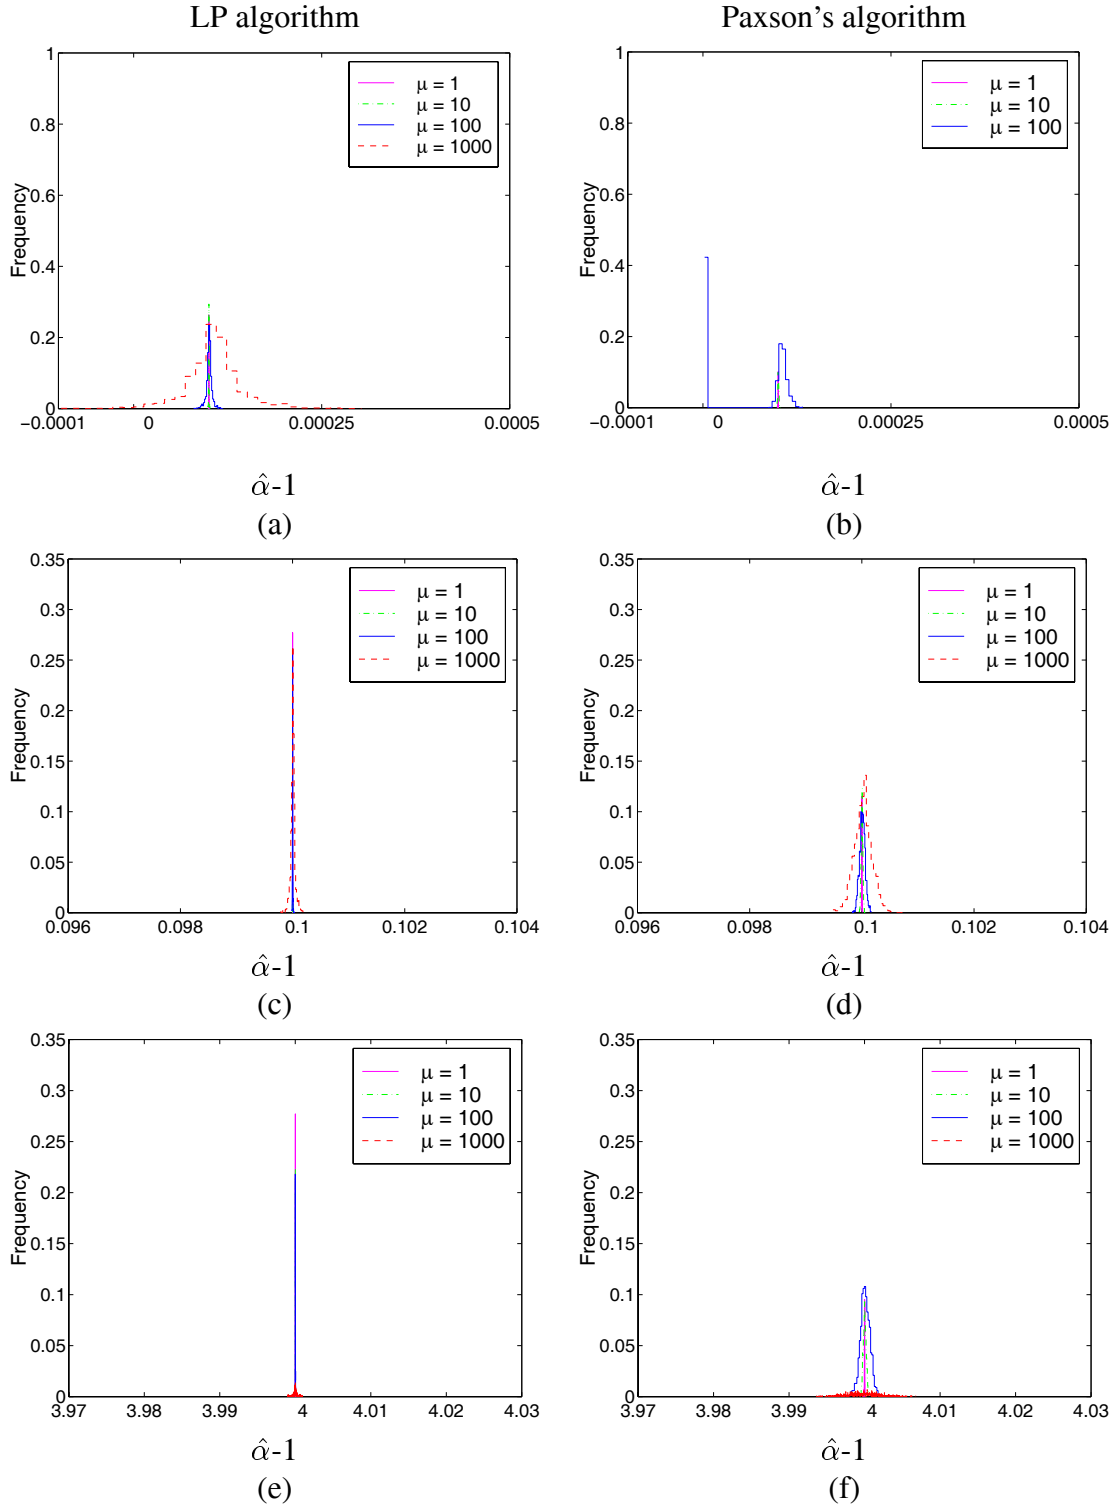 LP algorithm
Paxson's algorithm
1
0.8
0.6
0.4
0.2
0
Frequency
μ = 1
μ = 10
μ = 100
μ = 1000
−0.0001 0 0.00025 0.0005
α̂-1
(a)
1
0.8
0.6
0.4
0.2
0
Frequency
μ = 1
μ = 10
μ = 100
−0.0001 0 0.00025 0.0005
α̂-1
(b)
0.35
0.3
0.25
0.2
0.15
0.1
0.05
0
Frequency
μ = 1
μ = 10
μ = 100
μ = 1000
0.096 0.098 0.1 0.102 0.104
α̂-1
(c)
0.35
0.3
0.25
0.2
0.15
0.1
0.05
0
Frequency
μ = 1
μ = 10
μ = 100
μ = 1000
0.096 0.098 0.1 0.102 0.104
α̂-1
(d)
0.35
0.3
0.25
0.2
0.15
0.1
0.05
0
Frequency
μ = 1
μ = 10
μ = 100
μ = 1000
3.97 3.98 3.99 4 4.01 4.02 4.03
α̂-1
(e)
0.35
0.3
0.25
0.2
0.15
0.1
0.05
0
Frequency
μ = 1
μ = 10
μ = 100
μ = 1000
3.97 3.98 3.99 4 4.01 4.02 4.03
α̂-1
(f)